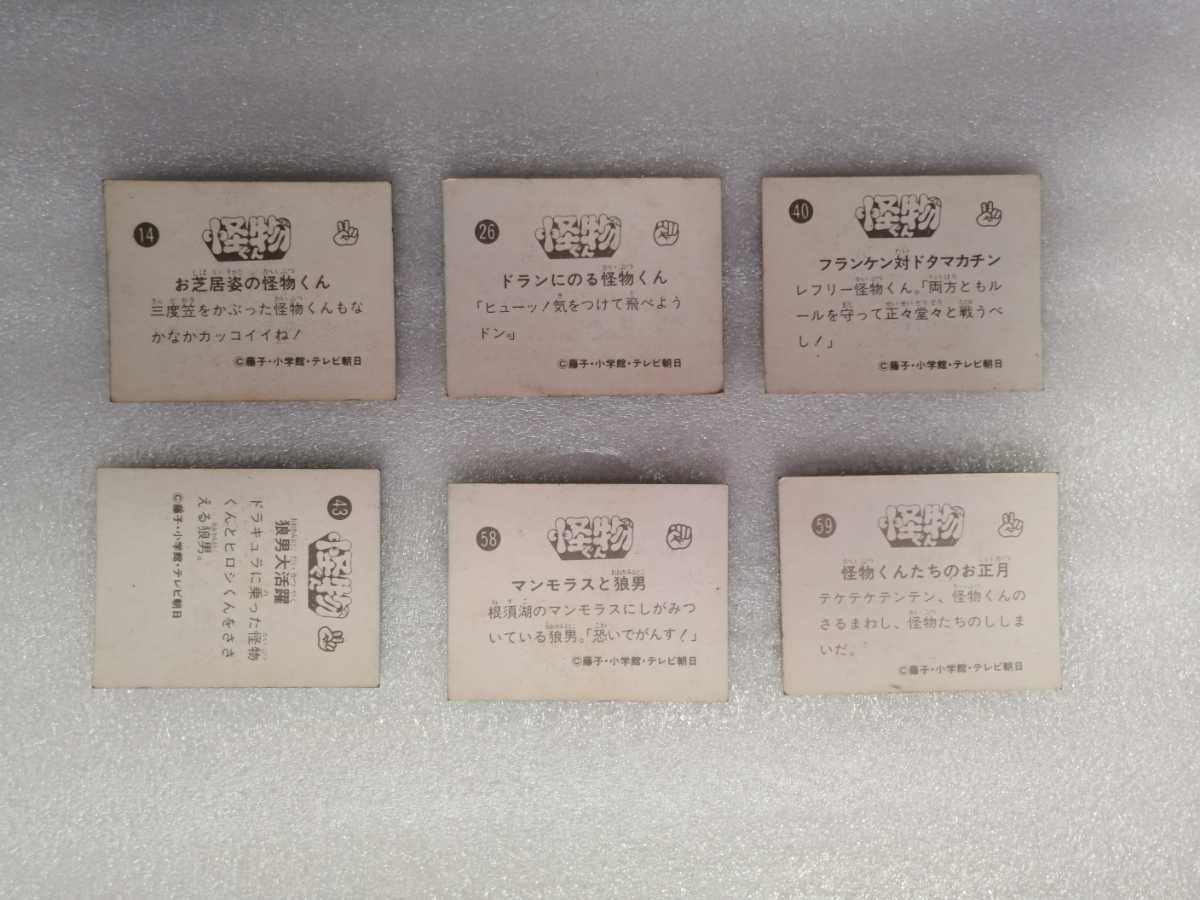 14
怪物くん
お芝居姿の怪物くん
三度笠をかぶった怪物くんもな
かなかカッコイイね！
©藤子・小学館・テレビ朝日
26
怪物くん
ドランにのる怪物くん
「ヒューッ！気をつけて飛べよう
ドン。」
©藤子・小学館・テレビ朝日
40
怪物くん
フランケン対ドタマカチン
レフリー怪物くん。「両方ともル
ールを守って正々堂々と戦うべ
し！」
©藤子・小学館・テレビ朝日
43
怪物くん
狼男大活躍
ドラキュラに乗った怪物
くんとヒロシくんをささ
える狼男。
©藤子・小学館・テレビ朝日
58
怪物くん
マンモラスと狼男
根須湖のマンモラスにしがみつ
いている狼男。「恐いでがんす！」
©藤子・小学館・テレビ朝日
59
怪物くん
怪物くんたちのお正月
テケテケテンテン、怪物くんの
さるまわし、怪物たちのししま
いだ。
©藤子・小学館・テレビ朝日